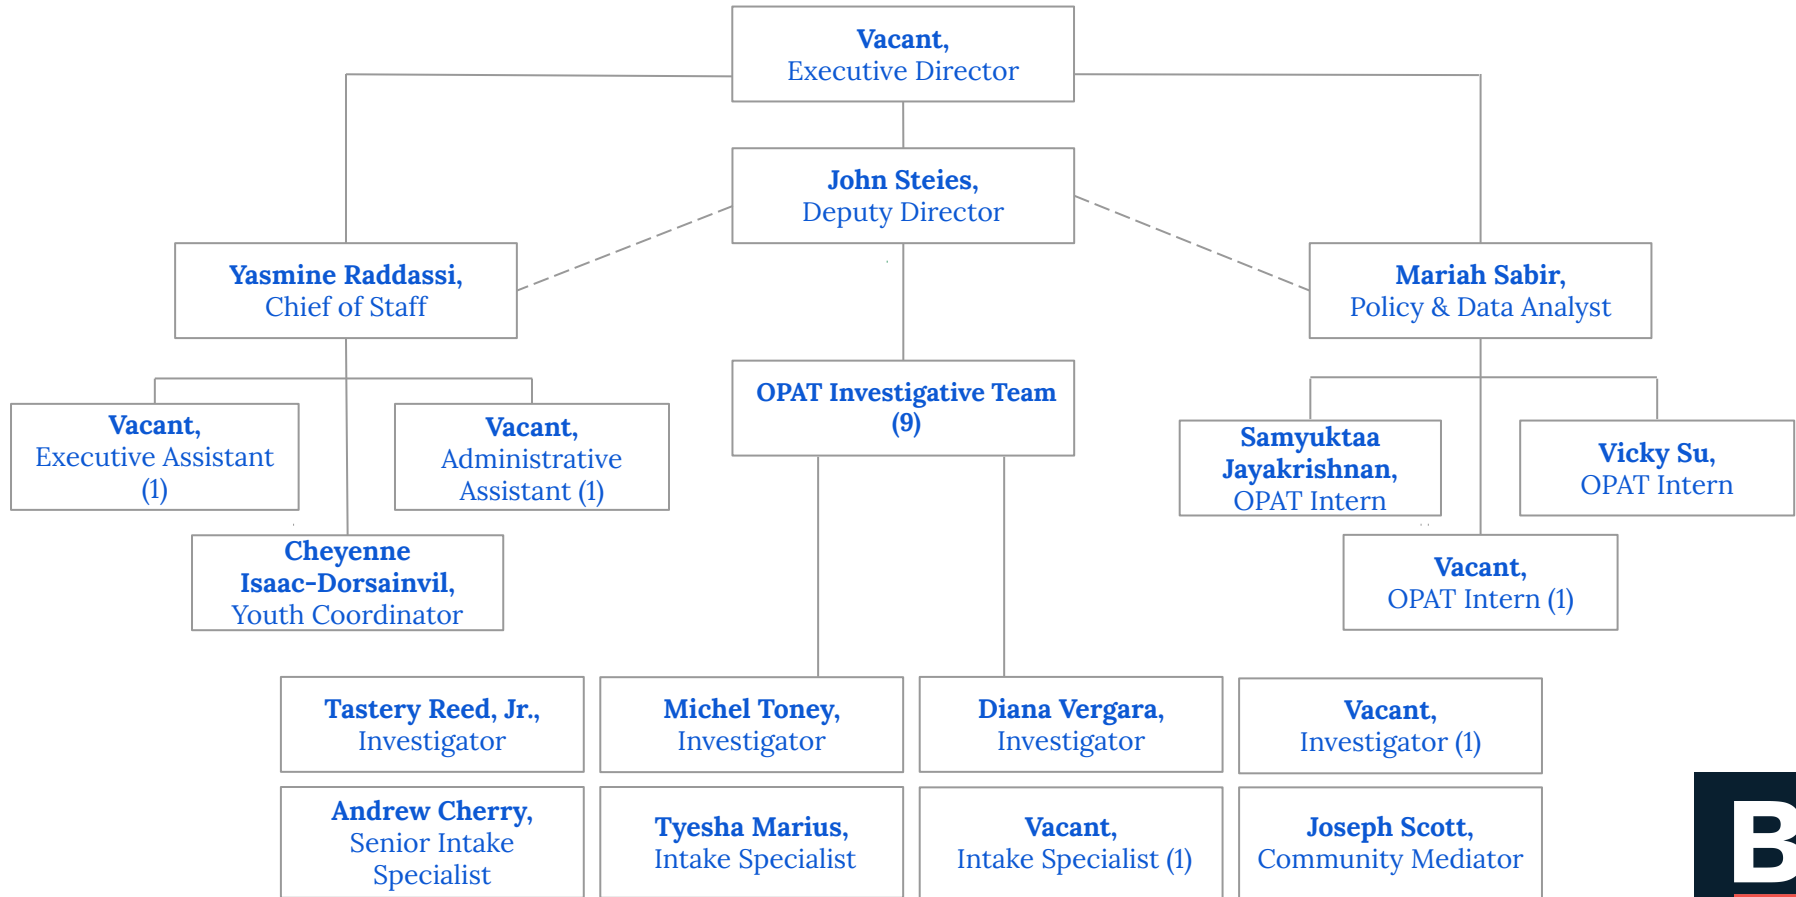 Vacant,
Executive Director
John Steies,
Deputy Director
Yasmine Raddassi,
Chief of Staff
Mariah Sabir,
Policy & Data Analyst
OPAT Investigative Team
(9)
Vacant,
Executive Assistant
(1)
Vacant,
Administrative
Assistant (1)
Cheyenne
Isaac-Dorsainvil,
Youth Coordinator
Samyuktaa
Jayakrishnan,
OPAT Intern
Vicky Su,
OPAT Intern
Vacant,
OPAT Intern (1)
Tastery Reed, Jr.,
Investigator
Michel Toney,
Investigator
Diana Vergara,
Investigator
Vacant,
Investigator (1)
Andrew Cherry,
Senior Intake
Specialist
Tyesha Marius,
Intake Specialist
Vacant,
Intake Specialist (1)
Joseph Scott,
Community Mediator
B